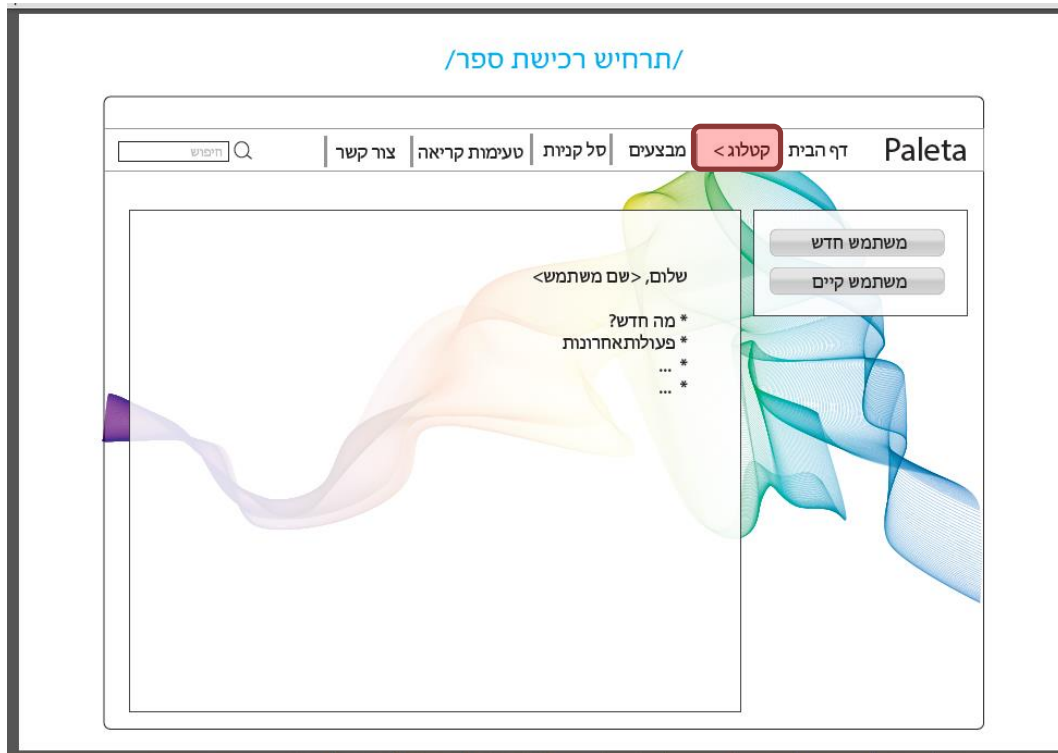 /תרחיש רכישת ספר/
Paleta דף הבית קטלוג > מבצעים סל קניות טעימות קריאה צור קשר חיפוש
משתמש חדש
משתמש קיים
שלום, <שם משתמש>
* מה חדש?
* פעולותאחרונות
* ...
* ...